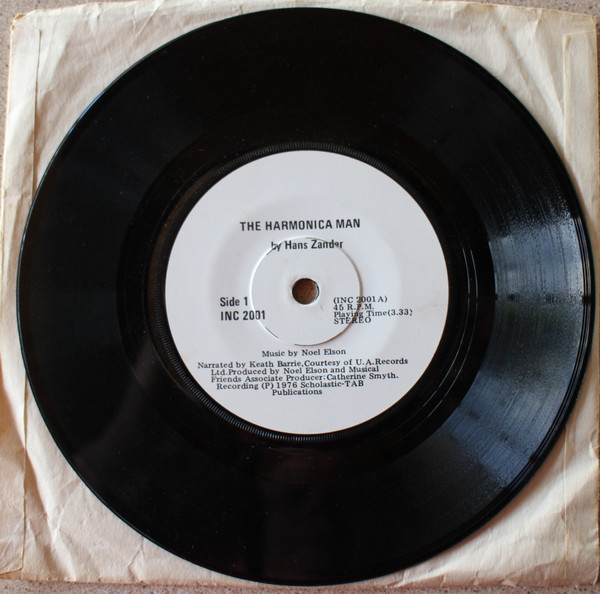 THE HARMONICA MAN
by Hans Zander
Side 1
INC 2001
(INC 2001A)
45 R.P.M.
Playing Time(3.33)
STEREO
Music by Noel Elson
Narrated by Keath Barrie,Courtesy of U.A.Records
Ltd.Produced by Noel Elson and Musical
Friends Associate Producer:Catherine Smyth.
Recording (P) 1976 Scholastic-TAB
Publications